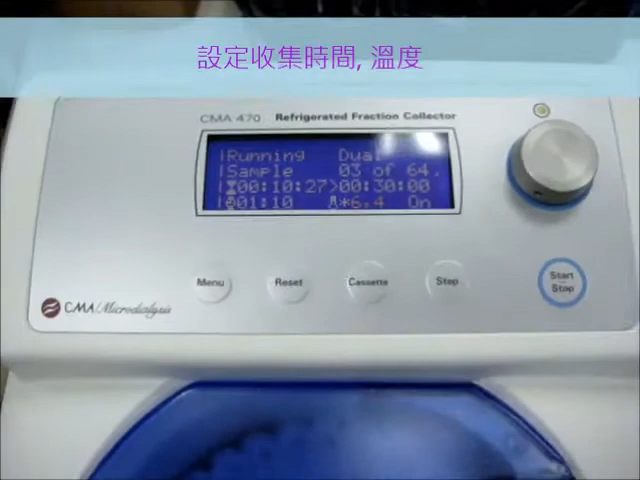 設定收集時間, 溫度
CMA 470 Refrigerated Fraction Collector
Running Dual
Sample 03 of 64.
00:10:27>00:30:00
01:10 *6.4 On
Menu Reset Cassette Step Start Stop
CMA/Microdialysis